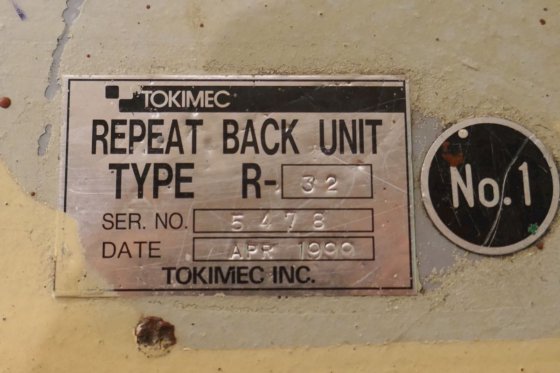 TOKIMEC
REPEAT BACK UNIT
TYPE R-32
SER. NO. 5478
DATE APR 1999
TOKIMEC INC.
No.1